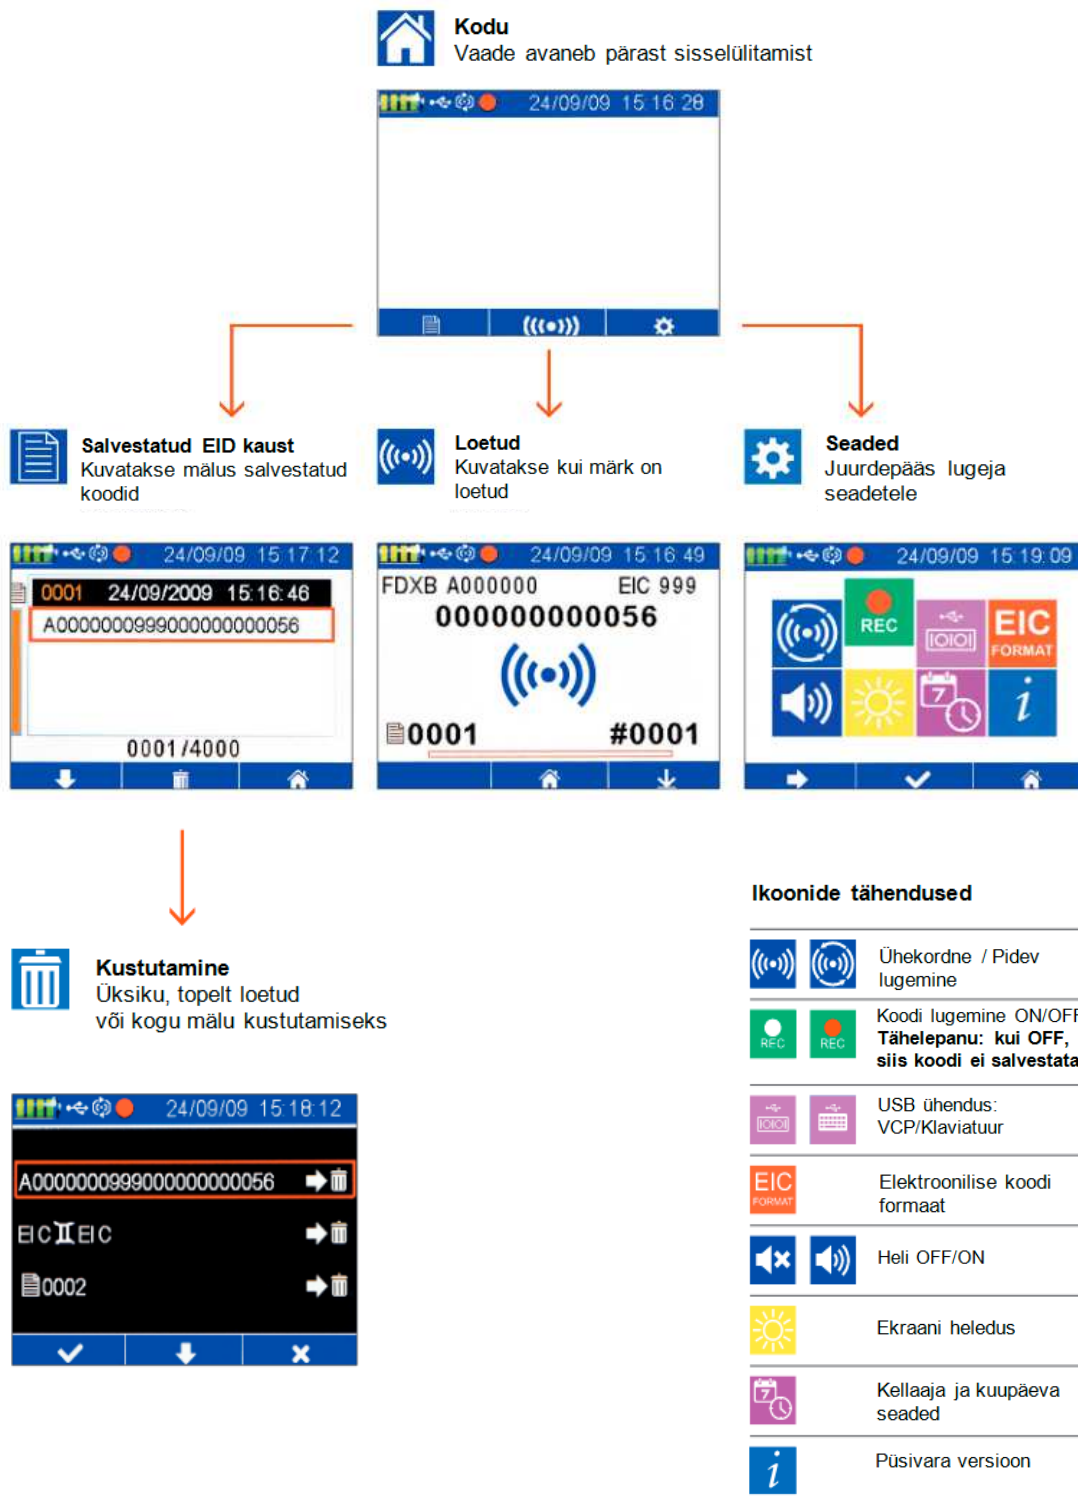 Kodu
Vaade avaneb pärast sisselülitamist
24/09/09 15:16:28
Salvestatud EID kaust
Kuvatakse mälus salvestatud
koodid
Loetud
Kuvatakse kui märk on
loetud
Seaded
Juurdepääs lugeja
seadetele
24/09/09 15:17:12
0001 24/09/2009 15:16:46
A0000000999000000000056
0001/4000
24/09/09 15:16:49
FDXB A000000 EIC 999
000000000056
0001 #0001
24/09/09 15:19:09
REC
IOIOI
EIC
FORMAT
7
i
Kustutamine
Üksiku, topelt loetud
või kogu mälu kustutamiseks
24/09/09 15:18:12
A0000000999000000000056
EIC EIC
0002
Ikoonide tähendused
Ühekordne / Pidev
lugemine
REC REC
Koodi lugemine ON/OFF
Tähelepanu: kui OFF,
siis koodi ei salvestata
IOIOI
USB ühendus:
VCP/Klaviatuur
EIC
FORMAT
Elektroonilise koodi
formaat
Heli OFF/ON
Ekraani heledus
7
Kellaaja ja kuupäeva
seaded
i
Püsivara versioon